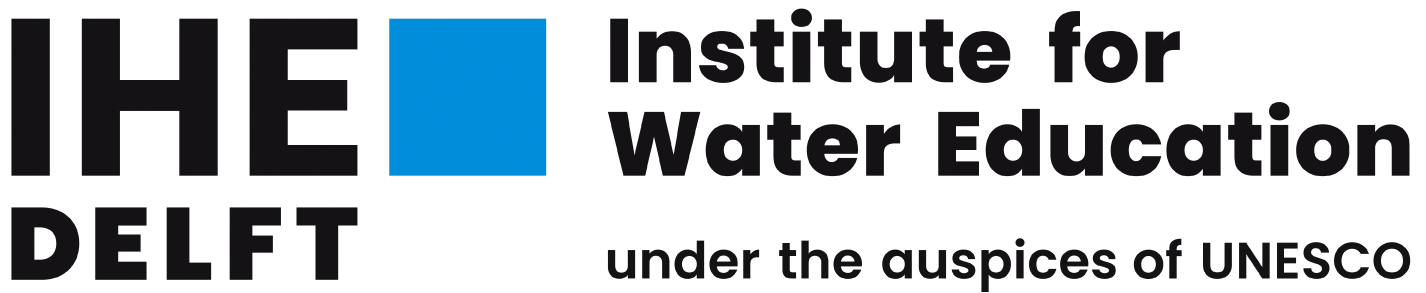 IHE
DELFT
Institute for
Water Education
under the auspices of UNESCO